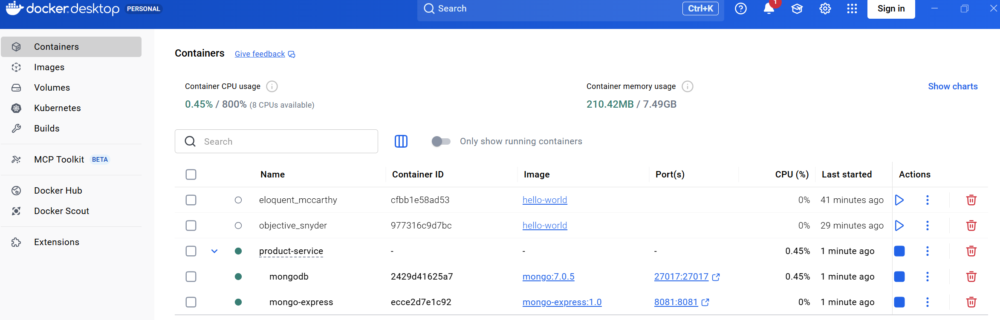 docker desktop PERSONAL Search Ctrl+K 1 Sign in
Containers
Images
Volumes
Kubernetes
Builds
MCP Toolkit BETA
Docker Hub
Docker Scout
Extensions
Containers Give feedback
Container CPU usage
0.45% / 800% (8 CPUs available)
Container memory usage
210.42MB / 7.49GB
Show charts
Search
Only show running containers
Name Container ID Image Port(s) CPU (%) Last started Actions
eloquent_mccarthy cfbb1e58ad53 hello-world 0% 41 minutes ago
objective_snyder 977316c9d7bc hello-world 0% 29 minutes ago
product-service - - - 0.45% 1 minute ago
mongodb 2429d41625a7 mongo:7.0.5 27017:27017 0.45% 1 minute ago
mongo-express ecce2d7e1c92 mongo-express:1.0 8081:8081 0% 1 minute ago